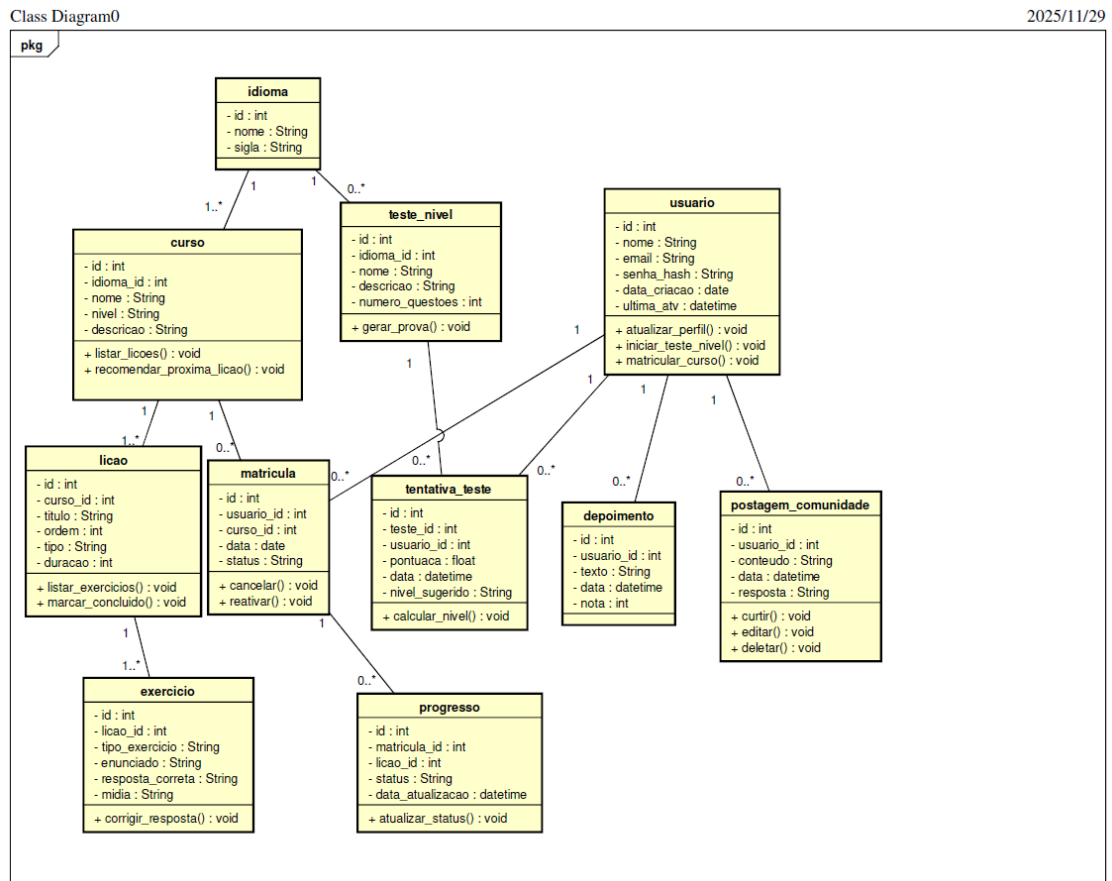 Class Diagram0
2025/11/29
pkg
idioma
- id : int
- nome : String
- sigla : String
1
1
0..*
1..*
teste_nivel
- id : int
- idioma_id : int
- nome : String
- descricao : String
- numero_questoes : int
+ gerar_prova() : void
usuario
- id : int
- nome : String
- email : String
- senha_hash : String
- data_criacao : date
- ultima_atv : datetime
+ atualizar_perfil() : void
+ iniciar_teste_nivel() : void
+ matricular_curso() : void
curso
- id : int
- idioma_id : int
- nome : String
- nivel : String
- descricao : String
+ listar_licoes() : void
+ recomendar_proxima_licao() : void
1
1
1
1
1
1
1
1..*
0..*
0..*
0..*
0..*
0..*
0..*
licao
- id : int
- curso_id : int
- titulo : String
- ordem : int
- tipo : String
- duracao : int
+ listar_exercicios() : void
+ marcar_concluido() : void
matricula
- id : int
- usuario_id : int
- curso_id : int
- data : date
- status : String
+ cancelar() : void
+ reativar() : void
tentativa_teste
- id : int
- teste_id : int
- usuario_id : int
- pontuaca : float
- data : datetime
- nivel_sugerido : String
+ calcular_nivel() : void
depoimento
- id : int
- usuario_id : int
- texto : String
- data : datetime
- nota : int
postagem_comunidade
- id : int
- usuario_id : int
- conteudo : String
- data : datetime
- resposta : String
+ curtir() : void
+ editar() : void
+ deletar() : void
1
1
1..*
0..*
exercicio
- id : int
- licao_id : int
- tipo_exercicio : String
- enunciado : String
- resposta_correta : String
- midia : String
+ corrigir_resposta() : void
progresso
- id : int
- matricula_id : int
- licao_id : int
- status : String
- data_atualizacao : datetime
+ atualizar_status() : void